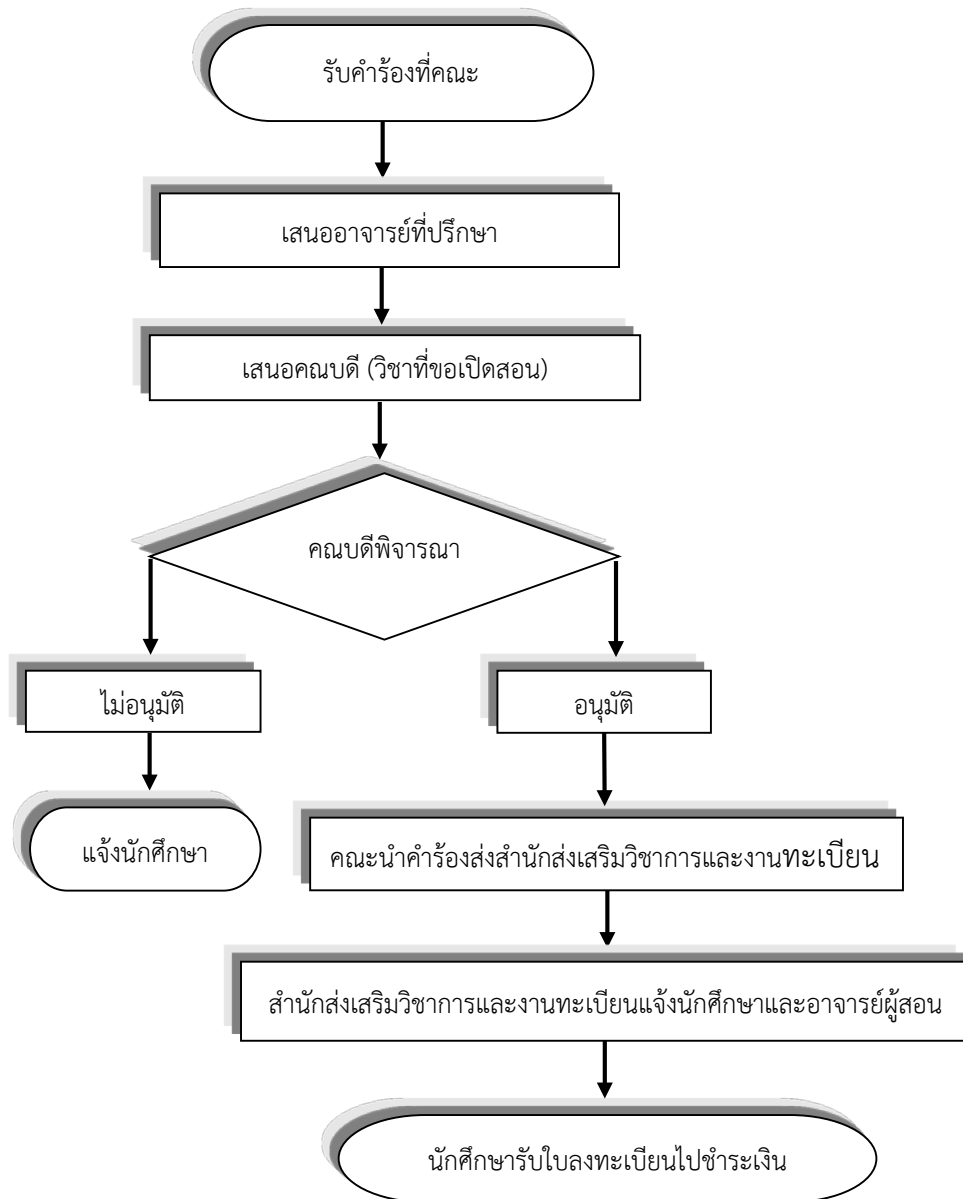 รับคำร้องที่คณะ
เสนออาจารย์ที่ปรึกษา
เสนอคณบดี (วิชาที่ขอเปิดสอน)
คณบดีพิจารณา
ไม่อนุมัติ
อนุมัติ
แจ้งนักศึกษา
คณะนำคำร้องส่งสำนักส่งเสริมวิชาการและงานทะเบียน
สำนักส่งเสริมวิชาการและงานทะเบียนแจ้งนักศึกษาและอาจารย์ผู้สอน
นักศึกษารับใบลงทะเบียนไปชำระเงิน